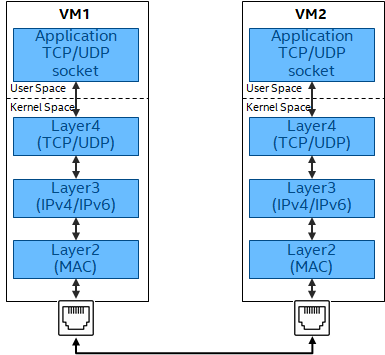 VM1
Application
TCP/UDP
socket
User Space
Kernel Space
Layer4
(TCP/UDP)
Layer3
(IPv4/IPv6)
Layer2
(MAC)
VM2
Application
TCP/UDP
socket
User Space
Kernel Space
Layer4
(TCP/UDP)
Layer3
(IPv4/IPv6)
Layer2
(MAC)